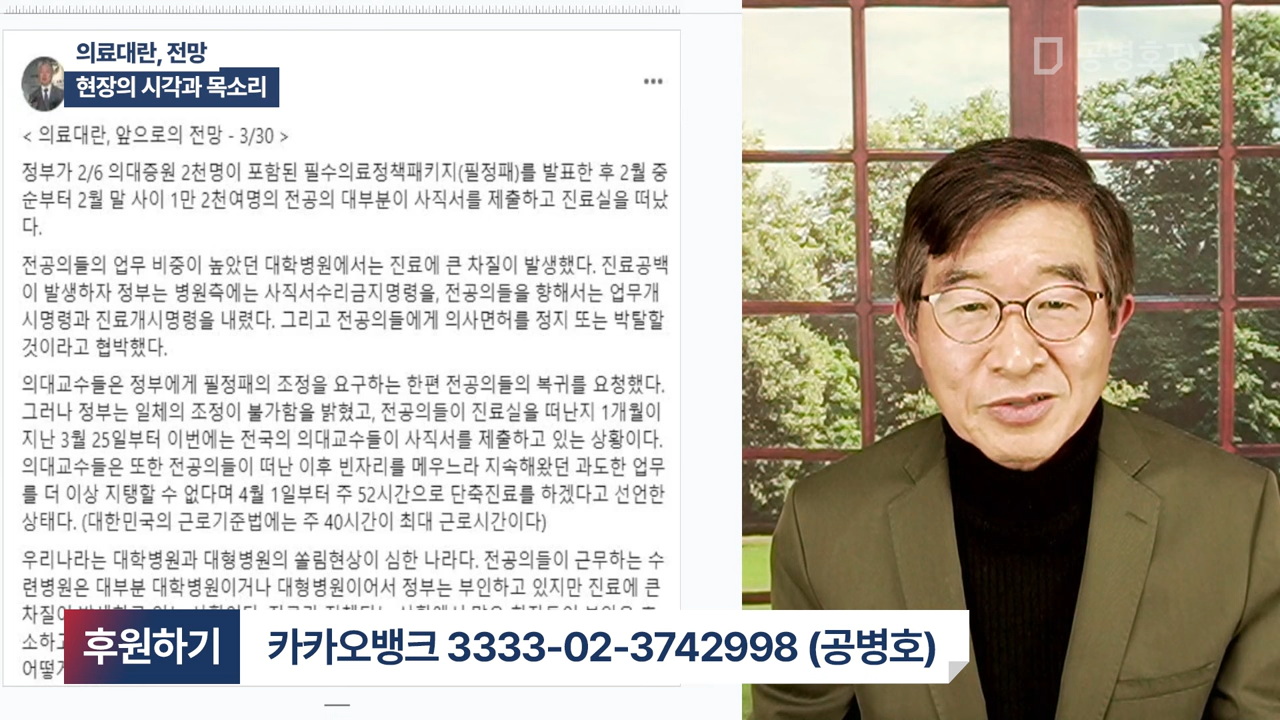 의료대란, 전망
현장의 시각과 목소리
공병호TV
< 의료대란, 앞으로의 전망 - 3/30 >
정부가 2/6 의대증원 2천명이 포함된 필수의료정책패키지(필정패)를 발표한 후 2월 중
순부터 2월 말 사이 1만 2천여명의 전공의 대부분이 사직서를 제출하고 진료실을 떠났
다.
전공의들의 업무 비중이 높았던 대학병원에서는 진료에 큰 차질이 발생했다. 진료공백
이 발생하자 정부는 병원측에는 사직서수리금지명령을, 전공의들을 향해서는 업무개
시명령과 진료개시명령을 내렸다. 그리고 전공의들에게 의사면허를 정지 또는 박탈할
것이라고 협박했다.
의대교수들은 정부에게 필정패의 조정을 요구하는 한편 전공의들의 복귀를 요청했다.
그러나 정부는 일체의 조정이 불가함을 밝혔고, 전공의들이 진료실을 떠난지 1개월이
지난 3월 25일부터 이번에는 전국의 의대교수들이 사직서를 제출하고 있는 상황이다.
의대교수들은 또한 전공의들이 떠난 이후 빈자리를 메우느라 지속해왔던 과도한 업무
를 더 이상 지탱할 수 없다며 4월 1일부터 주 52시간으로 단축진료를 하겠다고 선언한
상태다. (대한민국의 근로기준법에는 주 40시간이 최대 근로시간이다)
우리나라는 대학병원과 대형병원의 쏠림현상이 심한 나라다. 전공의들이 근무하는 수
련병원은 대부분 대학병원이거나 대형병원이어서 정부는 부인하고 있지만 진료에 큰
소하고
후원하기
카카오뱅크 3333-02-3742998 (공병호)